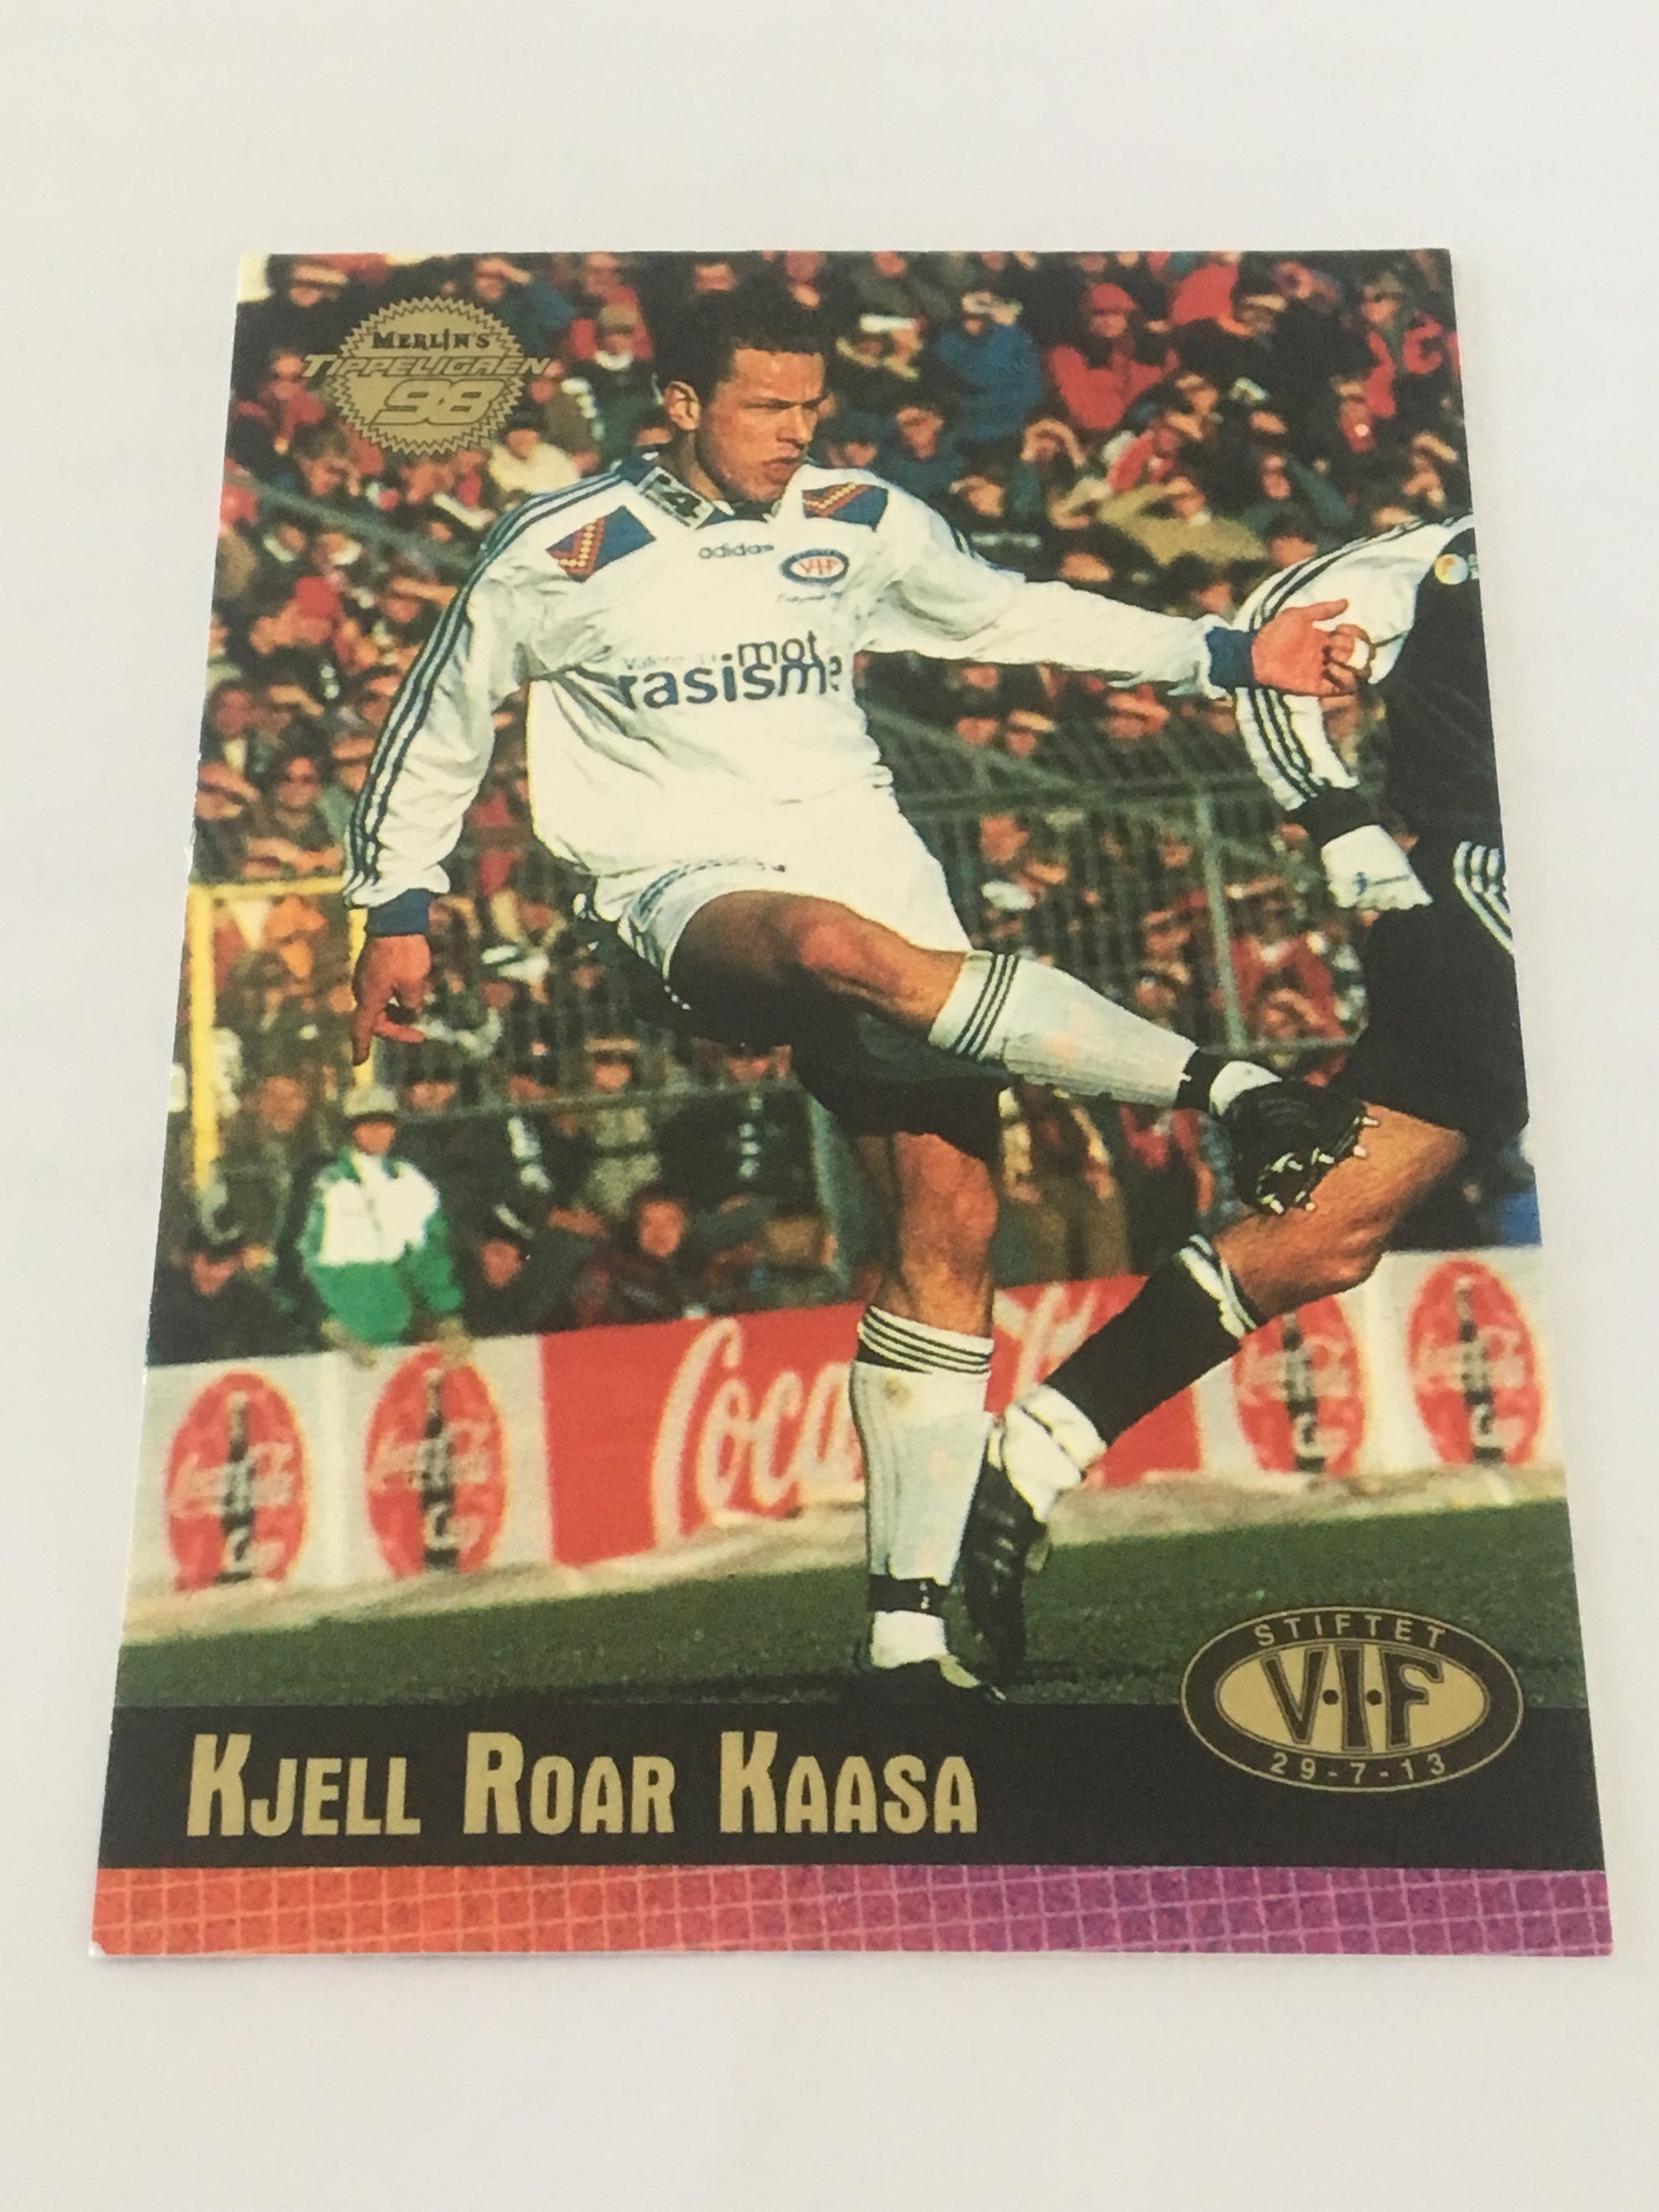 MERLIN'S
TIPPELIGAEN
98
adidas
VIF
mot
rasisme
Coca
STIFTET
V·I·F
29-7-13
KJELL ROAR KAASA